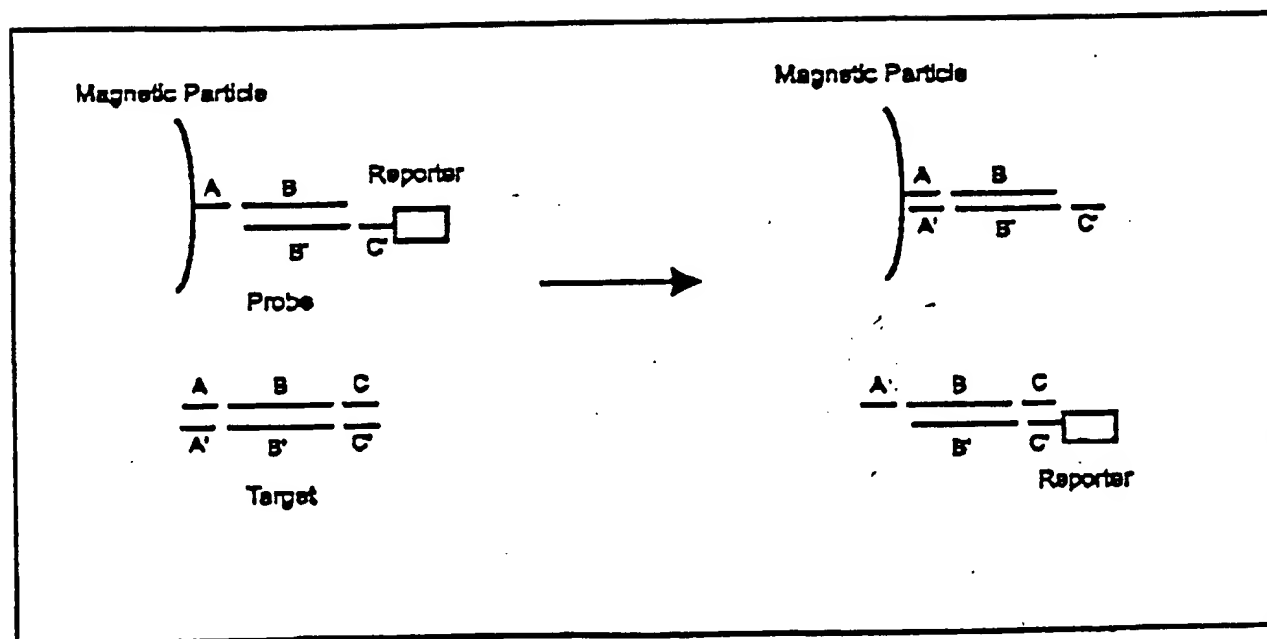 Magnetic Particle
A B Reporter
B' C'
Probe
A B C
A' B' C'
Target
Magnetic Particle
A B
A' B' C'
A B C
B' C'
Reporter